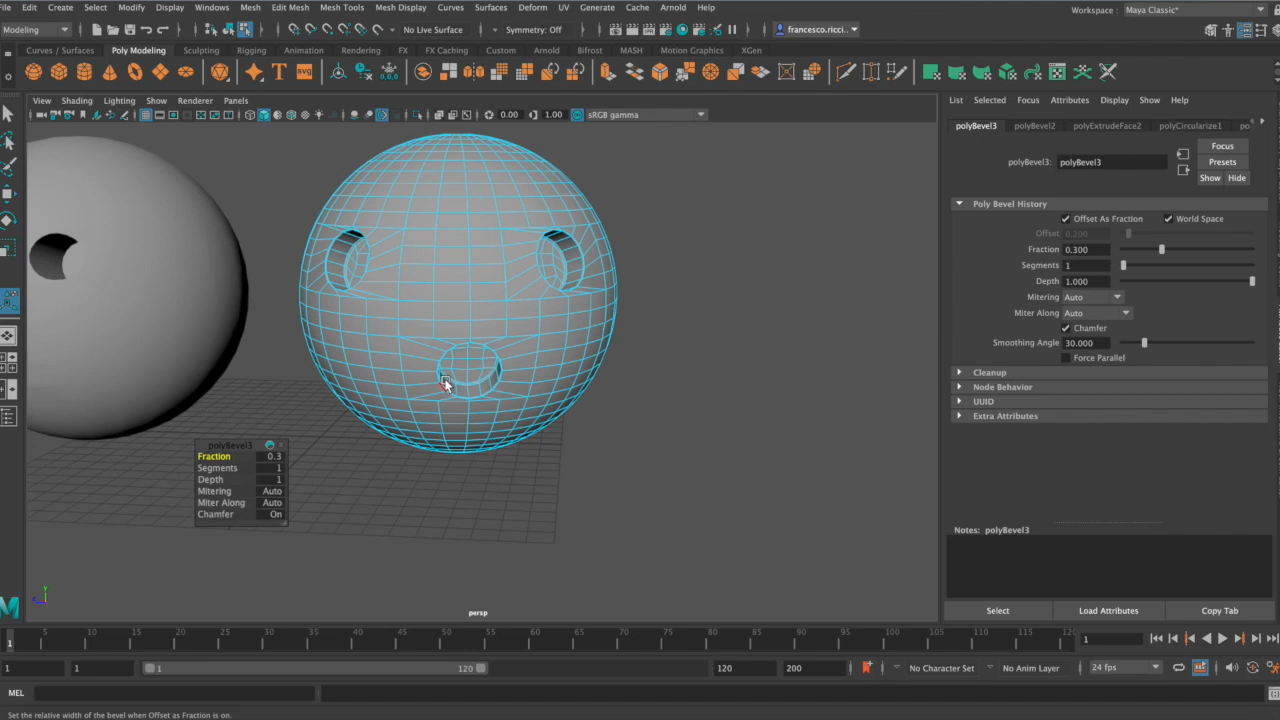 File Edit Create Select Modify Display Windows Mesh Edit Mesh Mesh Tools Mesh Display Curves Surfaces Deform UV Generate Cache Arnold Help Workspace : Maya Classic*
Modeling No Live Surface Symmetry: Off francesco.ricci...
Curves / Surfaces Poly Modeling Sculpting Rigging Animation Rendering FX FX Caching Custom Arnold Bifrost MASH Motion Graphics XGen
SVG 0,0,0
View Shading Lighting Show Renderer Panels
0.00 1.00 sRGB gamma
List Selected Focus Attributes Display Show Help
polyBevel3 polyBevel2 polyExtrudeFace2 polyCircularize1 po
Focus
polyBevel3: polyBevel3 Presets
Show Hide
Poly Bevel History
Offset As Fraction World Space
Offset 0.200
Fraction 0.300
Segments 1
Depth 1.000
Mitering Auto
Miter Along Auto
Chamfer
Smoothing Angle 30.000
Force Parallel
Cleanup
Node Behavior
UUID
Extra Attributes
polyBevel3
Fraction 0.3
Segments 1
Depth 1
Mitering Auto
Miter Along Auto
Chamfer On
Notes: polyBevel3
Select Load Attributes Copy Tab
persp
1 5 10 15 20 25 30 35 40 45 50 55 60 65 70 75 80 85 90 95 100 105 110 115 1
1 1 1 120 120 200 No Character Set No Anim Layer 24 fps
MEL
Set the relative width of the bevel when Offset as Fraction is on.